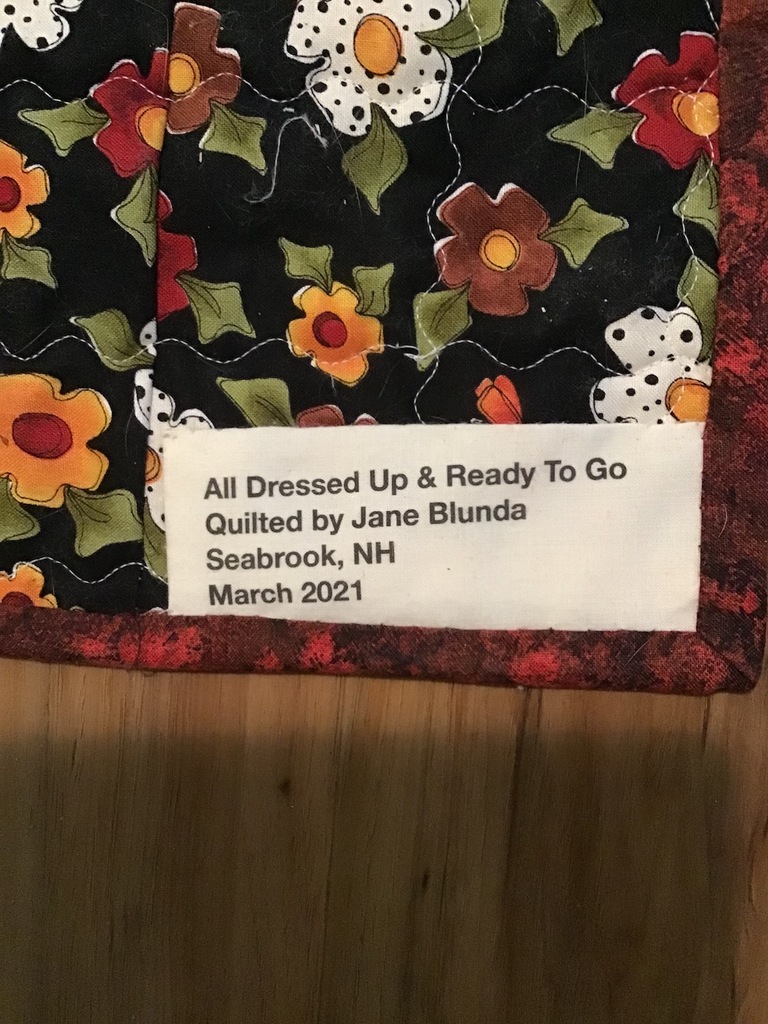 All Dressed Up & Ready To Go
Quilted by Jane Blunda
Seabrook, NH
March 2021